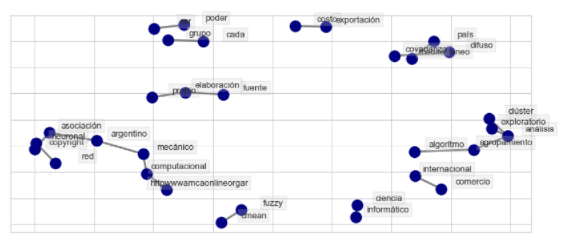 ser poder
grupo cada
costo exportación
país
covarianza difuso
elaboración fuente
asociación
neuronal
copyright
argentino
red
mecánico
computacional
httpwwwamcaonlineorgar
clúster
exploratorio
análisis
agrupamiento
algoritmo
internacional
comercio
ciencia
informático
fuzzy
cmean